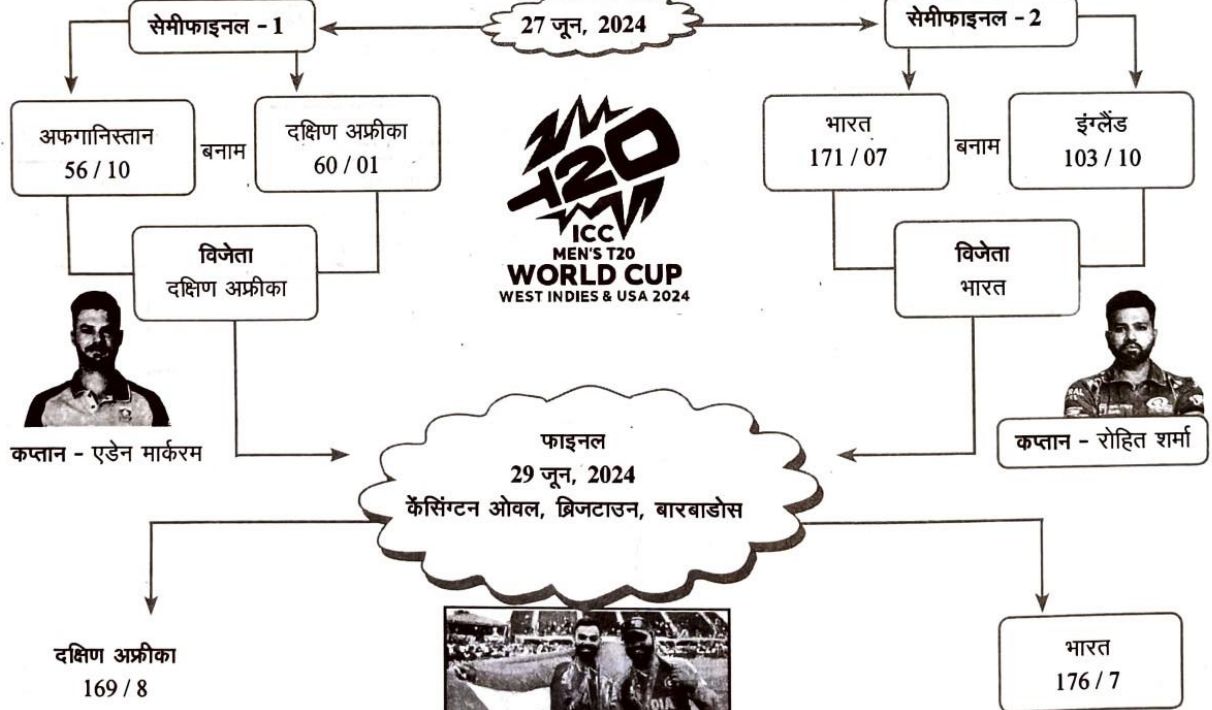 सेमीफाइनल - 1
27 जून, 2024
सेमीफाइनल - 2
अफगानिस्तान
56 / 10
बनाम
दक्षिण अफ्रीका
60 / 01
भारत
171 / 07
बनाम
इंग्लैंड
103 / 10
T20
ICC
MEN'S T20
WORLD CUP
WEST INDIES & USA 2024
विजेता
दक्षिण अफ्रीका
विजेता
भारत
कप्तान - एडेन मार्करम
कप्तान - रोहित शर्मा
फाइनल
29 जून, 2024
केंसिंग्टन ओवल, ब्रिजटाउन, बारबाडोस
दक्षिण अफ्रीका
169 / 8
भारत
176 / 7